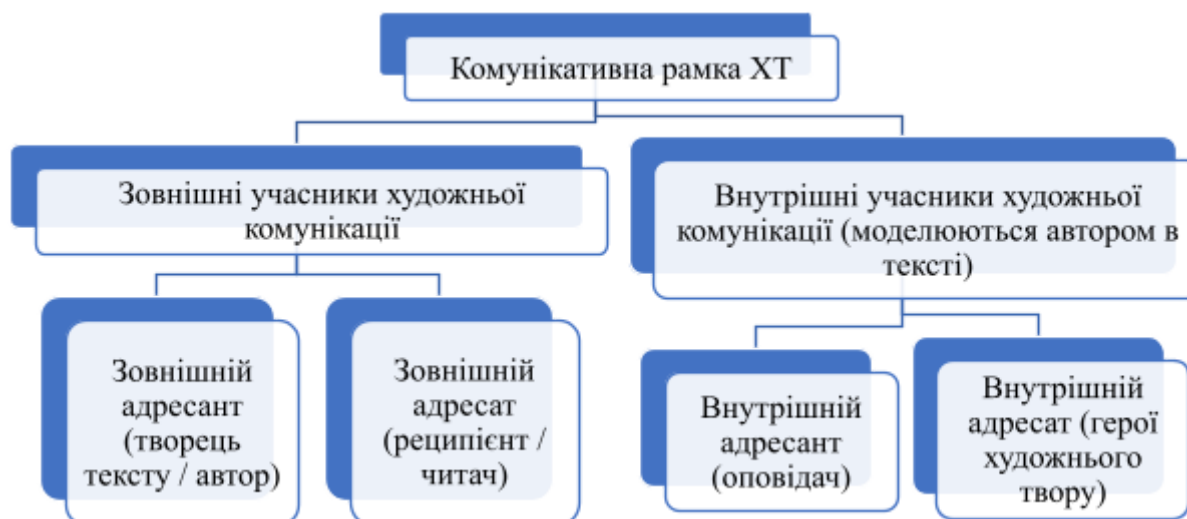 Комунікативна рамка ХТ
Зовнішні учасники художньої
комунікації
Внутрішні учасники художньої
комунікації (моделюються автором в
тексті)
Зовнішній
адресант
(творець
тексту / автор)
Зовнішній
адресат
(реципієнт /
читач)
Внутрішній
адресант
(оповідач)
Внутрішній
адресат (герої
художнього
твору)